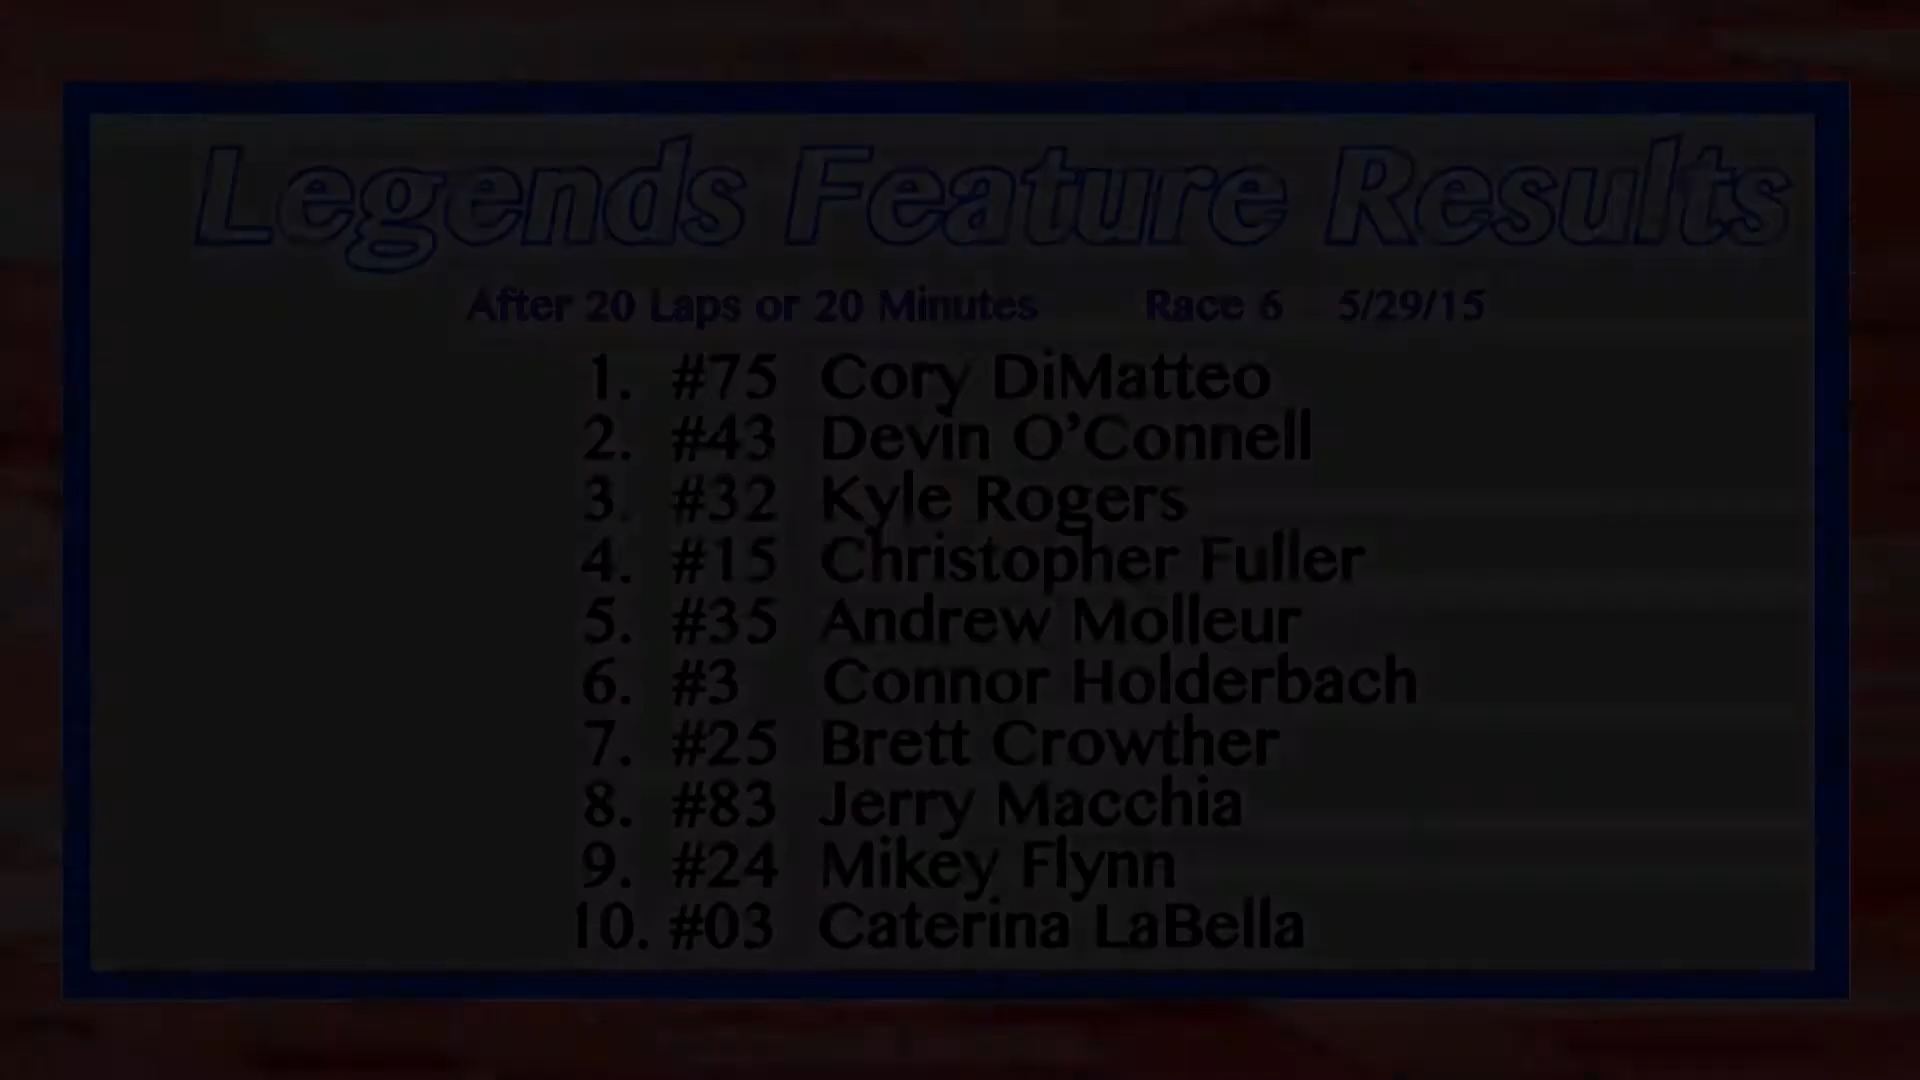 Legends Feature Results
After 20 Laps or 20 Minutes Race 6 5/29/15
1. #75 Cory DiMatteo
2. #43 Devin O'Connell
3. #32 Kyle Rogers
4. #15 Christopher Fuller
5. #35 Andrew Molleur
6. #3 Connor Holderbach
7. #25 Brett Crowther
8. #83 Jerry Macchia
9. #24 Mikey Flynn
10. #03 Caterina LaBella